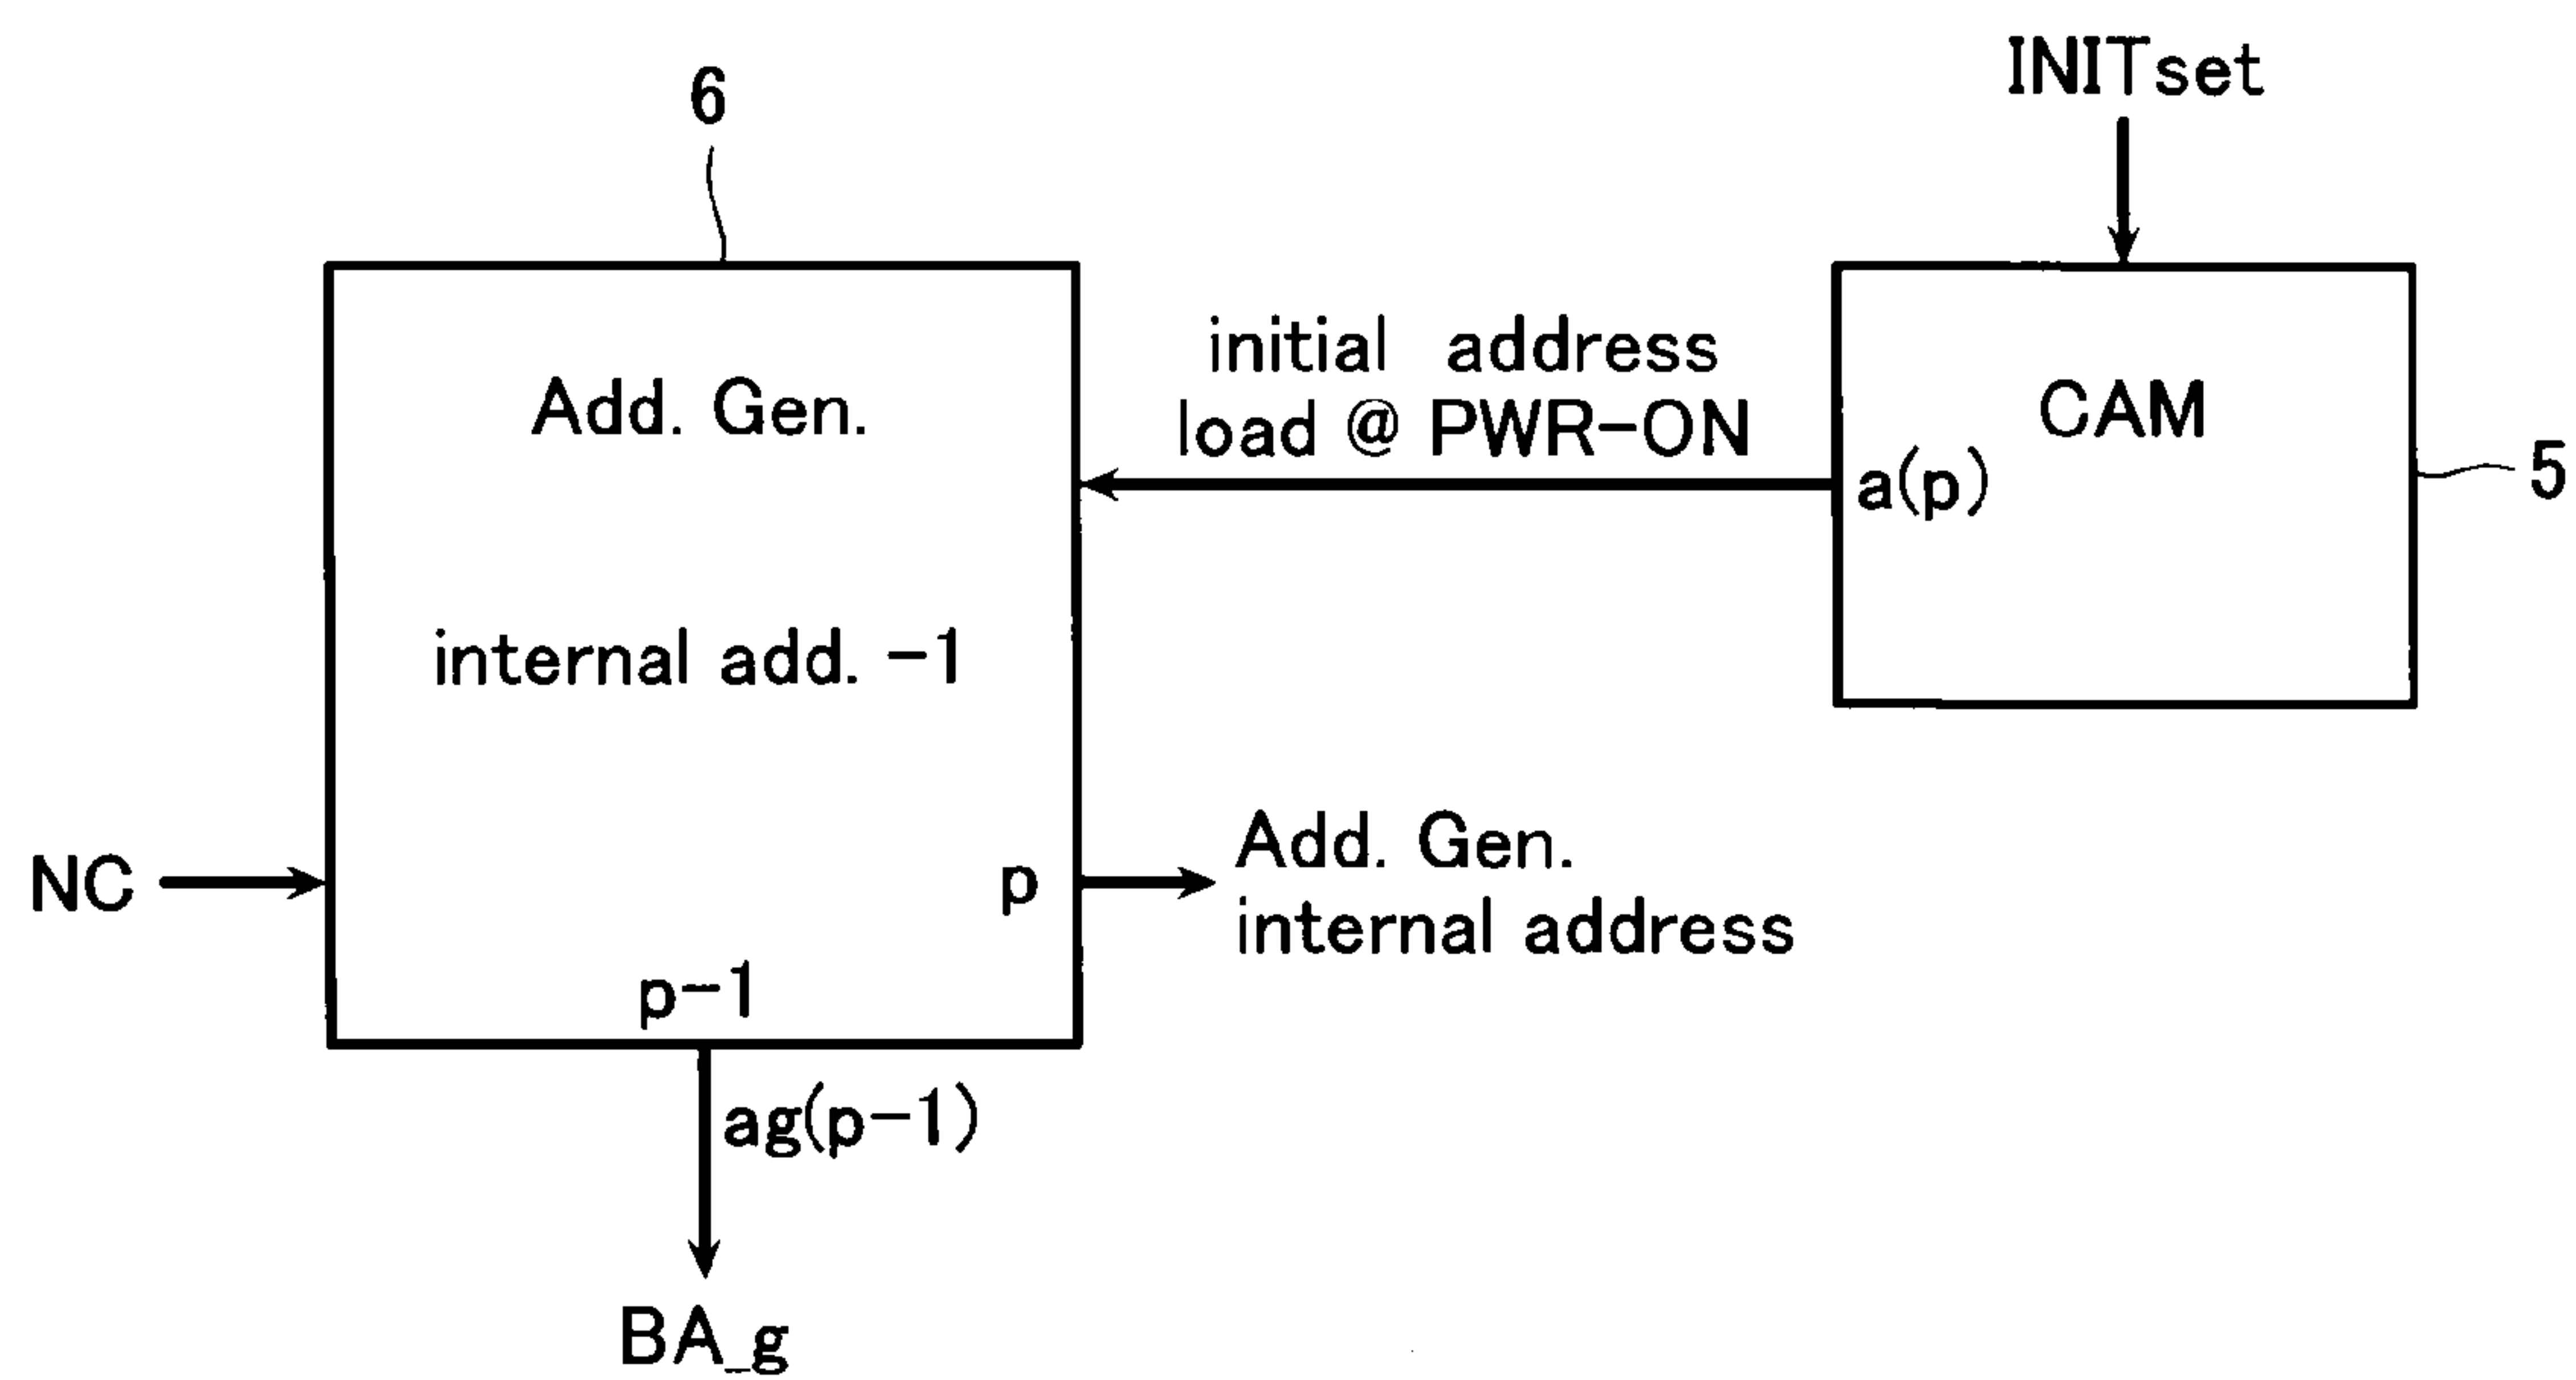 6
INITset
Add. Gen.
initial address
load @ PWR-ON
CAM
a(p)
5
internal add. -1
NC
p
Add. Gen.
internal address
p-1
ag(p-1)
BA_g